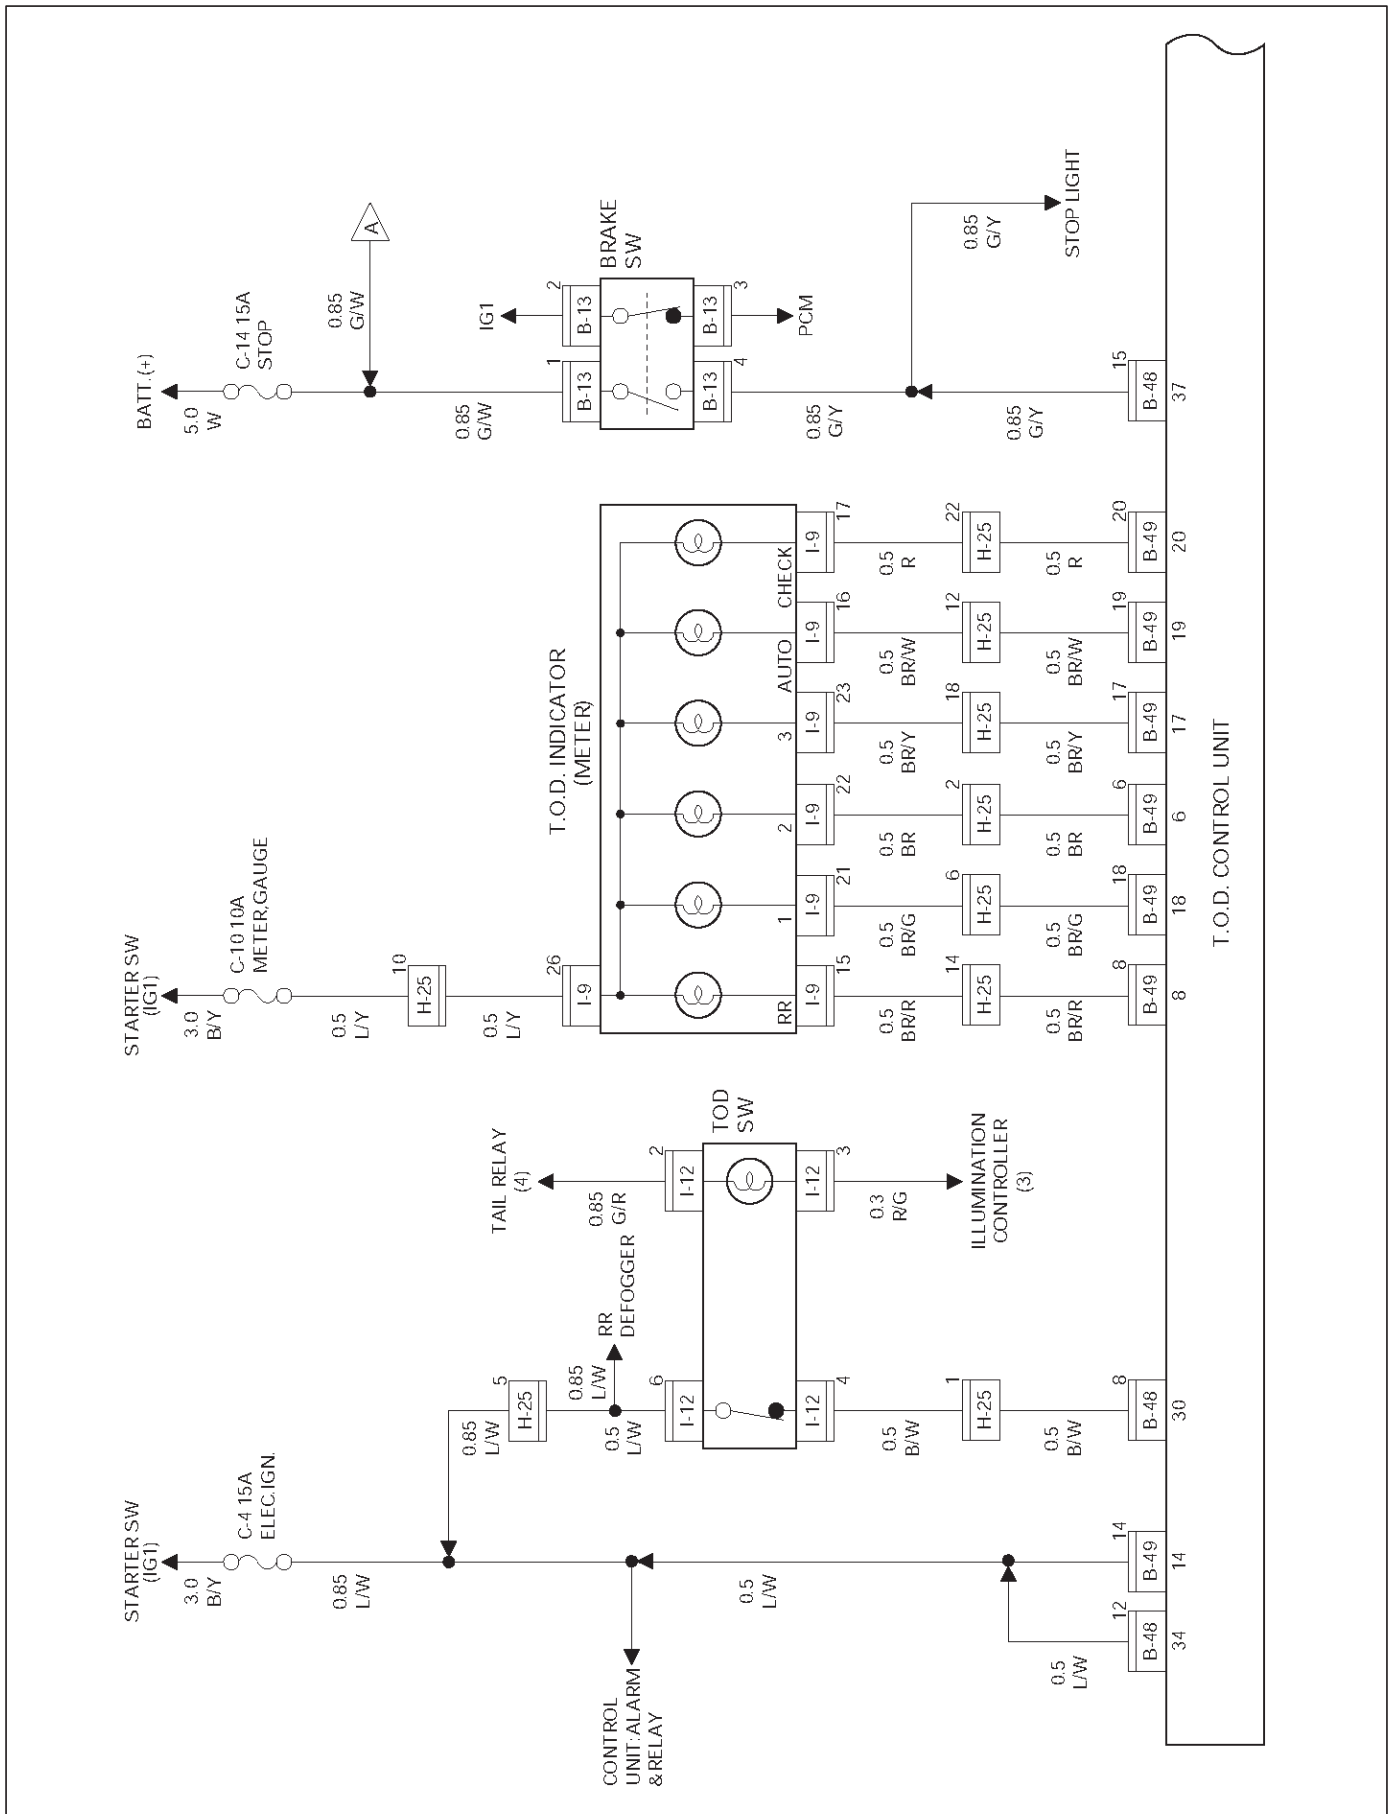 STARTER SW
(IG1)
3.0
B/Y
C-4 15A
ELEC.IGN.
0.85
L/W
0.85
L/W
5
H-25
0.85
L/W
RR
DEFOGGER
0.5
L/W
6
I-12
I-12
4
0.5
B/W
1
H-25
0.5
B/W
8
B-48
30
CONTROL
UNIT:ALARM
&RELAY
0.5
L/W
0.5
L/W
12
B-48
34
14
B-49
14
TAIL RELAY
(4)
0.85
G/R
2
I-12
TOD
SW
I-12
3
0.3
R/G
ILLUMINATION
CONTROLLER
(3)
STARTER SW
(IG1)
3.0
B/Y
C-10 10A
METER,GAUGE
0.5
L/Y
10
H-25
0.5
L/Y
26
I-9
T.O.D. INDICATOR
(METER)
RR
1
2
3
AUTO
CHECK
I-9
15
I-9
21
I-9
22
I-9
23
I-9
16
I-9
17
0.5
BR/R
0.5
BR/G
0.5
BR
0.5
BR/Y
0.5
BR/W
0.5
R
14
H-25
6
H-25
2
H-25
18
H-25
12
H-25
22
H-25
0.5
BR/R
0.5
BR/G
0.5
BR
0.5
BR/Y
0.5
BR/W
0.5
R
8
B-49
8
18
B-49
18
6
B-49
6
17
B-49
17
19
B-49
19
20
B-49
20
BATT.(+)
5.0
W
C-14 15A
STOP
0.85
G/W
A
0.85
G/W
IG1
1
B-13
2
B-13
BRAKE
SW
B-13
4
B-13
3
PCM
0.85
G/Y
0.85
G/Y
STOP LIGHT
0.85
G/Y
15
B-48
37
T.O.D. CONTROL UNIT